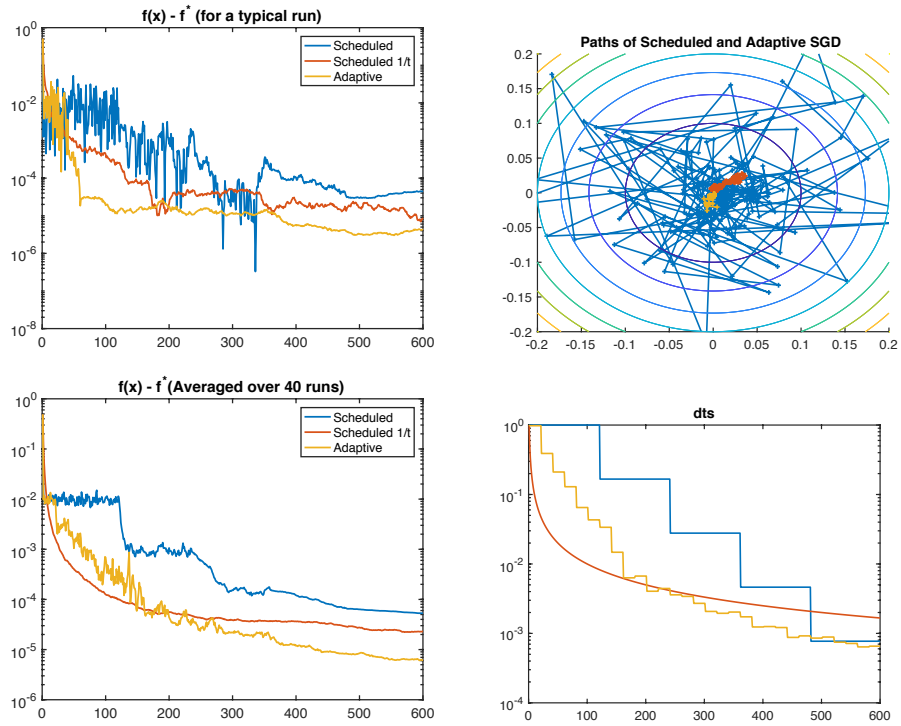 f(x) - f* (for a typical run)
10^0
10^-2
10^-4
10^-6
10^-8
0 100 200 300 400 500 600
Scheduled
Scheduled 1/t
Adaptive
Paths of Scheduled and Adaptive SGD
0.2
0.15
0.1
0.05
0
-0.05
-0.1
-0.15
-0.2
-0.2 -0.15 -0.1 -0.05 0 0.05 0.1 0.15 0.2
f(x) - f*(Averaged over 40 runs)
10^0
10^-1
10^-2
10^-3
10^-4
10^-5
10^-6
0 100 200 300 400 500 600
Scheduled
Scheduled 1/t
Adaptive
dts
10^0
10^-1
10^-2
10^-3
10^-4
0 100 200 300 400 500 600